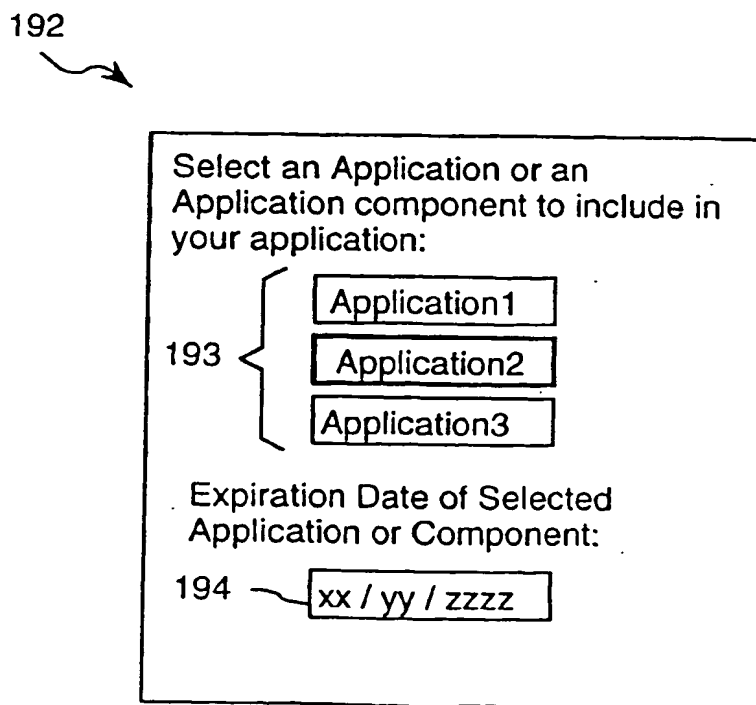 192
Select an Application or an
Application component to include in
your application:
Application1
193
Application2
Application3
Expiration Date of Selected
Application or Component:
194
xx / yy / zzzz